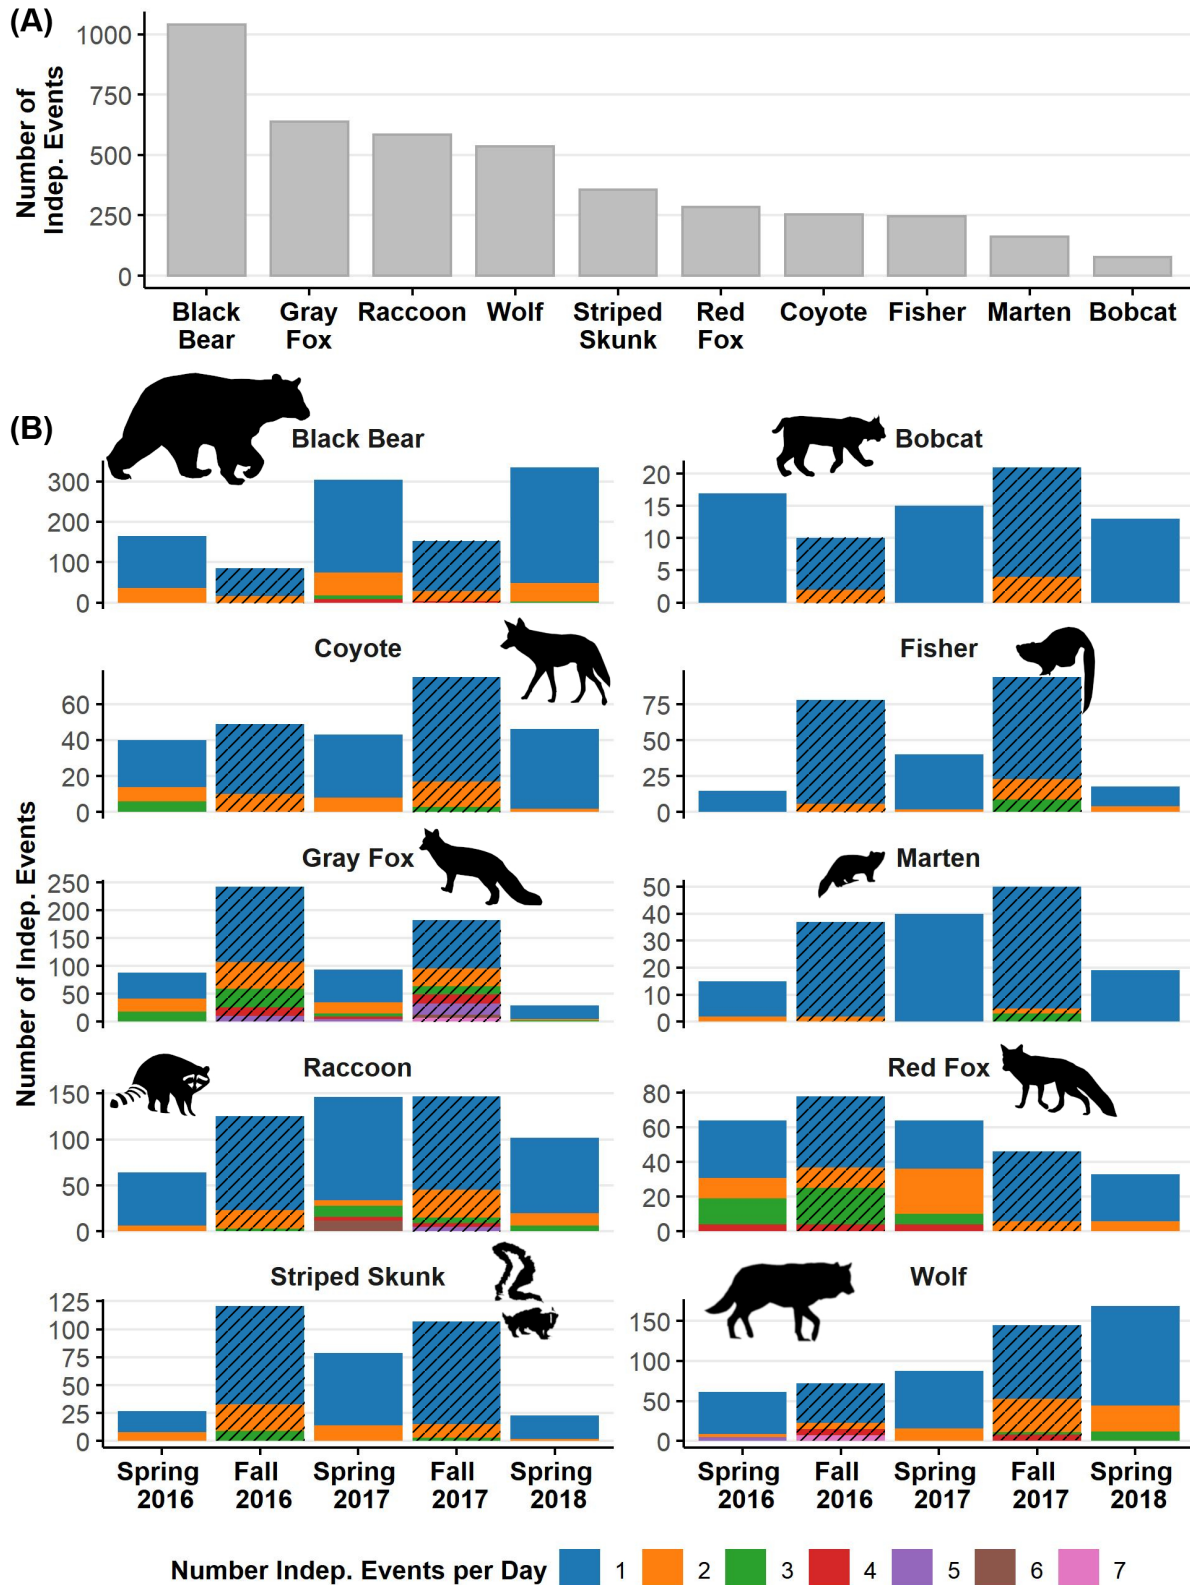 (A)
Number of
Indep. Events
1000
750
500
250
0
Black Bear
Gray Fox
Raccoon
Wolf
Striped Skunk
Red Fox
Coyote
Fisher
Marten
Bobcat
(B)
Number of Indep. Events
Black Bear
300
200
100
0
Bobcat
20
15
10
5
0
Coyote
60
40
20
0
Fisher
75
50
25
0
Gray Fox
250
200
150
100
50
0
Marten
50
40
30
20
10
0
Raccoon
150
100
50
0
Red Fox
80
60
40
20
0
Striped Skunk
125
100
75
50
25
0
Wolf
150
100
50
0
Spring Fall Spring Fall Spring
2016 2016 2017 2017 2018
Spring Fall Spring Fall Spring
2016 2016 2017 2017 2018
Number Indep. Events per Day 1 2 3 4 5 6 7